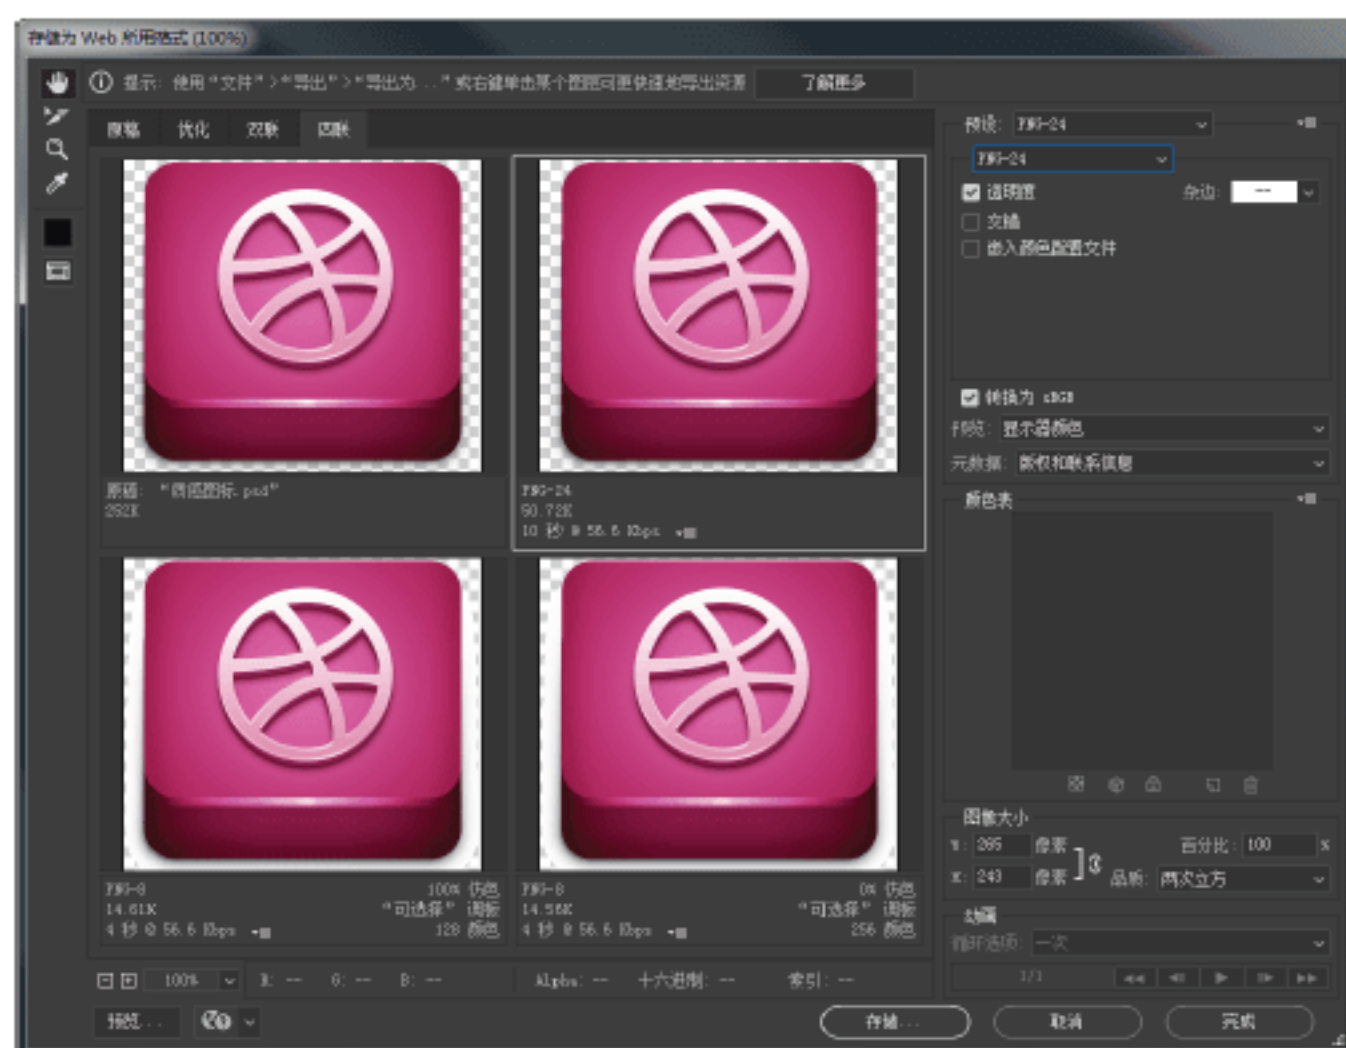 存储为 Web 所用格式 (100%)
提示: 使用“文件”>“导出”>“导出为...”或右键单击某个图层可更快速地导出资源
了解更多
原稿 优化 双联 四联
预设: PNG-24
PNG-24
透明度 杂边: --
交错
嵌入颜色配置文件
转换为 sRGB
预览: 显示器颜色
元数据: 版权和联系信息
颜色表
原稿: “质感图标.psd”
252K
PNG-24
50.72K
10 秒 @ 56.6 Kbps
PNG-8 100% 仿色
14.61K “可选择” 调板
4 秒 @ 56.6 Kbps 128 颜色
PNG-8 0% 仿色
14.56K “可选择” 调板
4 秒 @ 56.6 Kbps 256 颜色
图像大小
W: 265 像素 百分比: 100 %
H: 243 像素 品质: 两次立方
动画
循环选项: 一次
1/1
100% R: -- G: -- B: -- Alpha: -- 十六进制: -- 索引: --
预览... 存储... 取消 完成